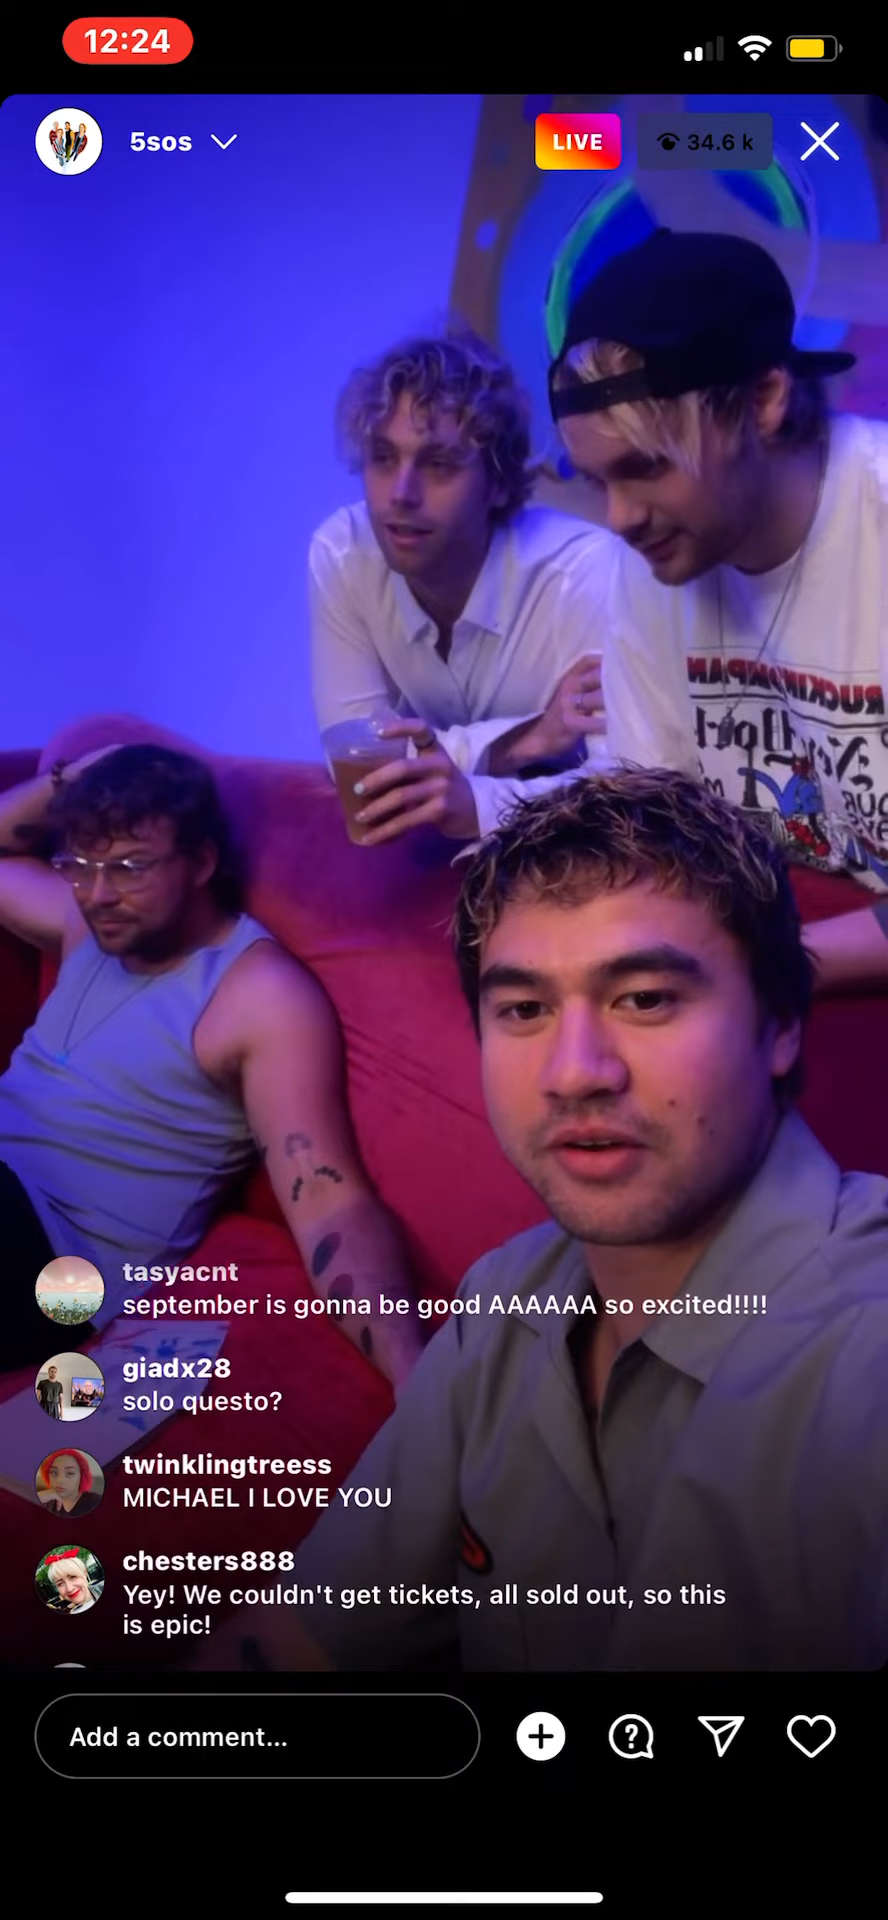 12:24
5sos
LIVE
34.6 k
tasyacnt
september is gonna be good AAAAAA so excited!!!!
giadx28
solo questo?
twinklingtreess
MICHAEL I LOVE YOU
chesters888
Yey! We couldn't get tickets, all sold out, so this
is epic!
Add a comment...